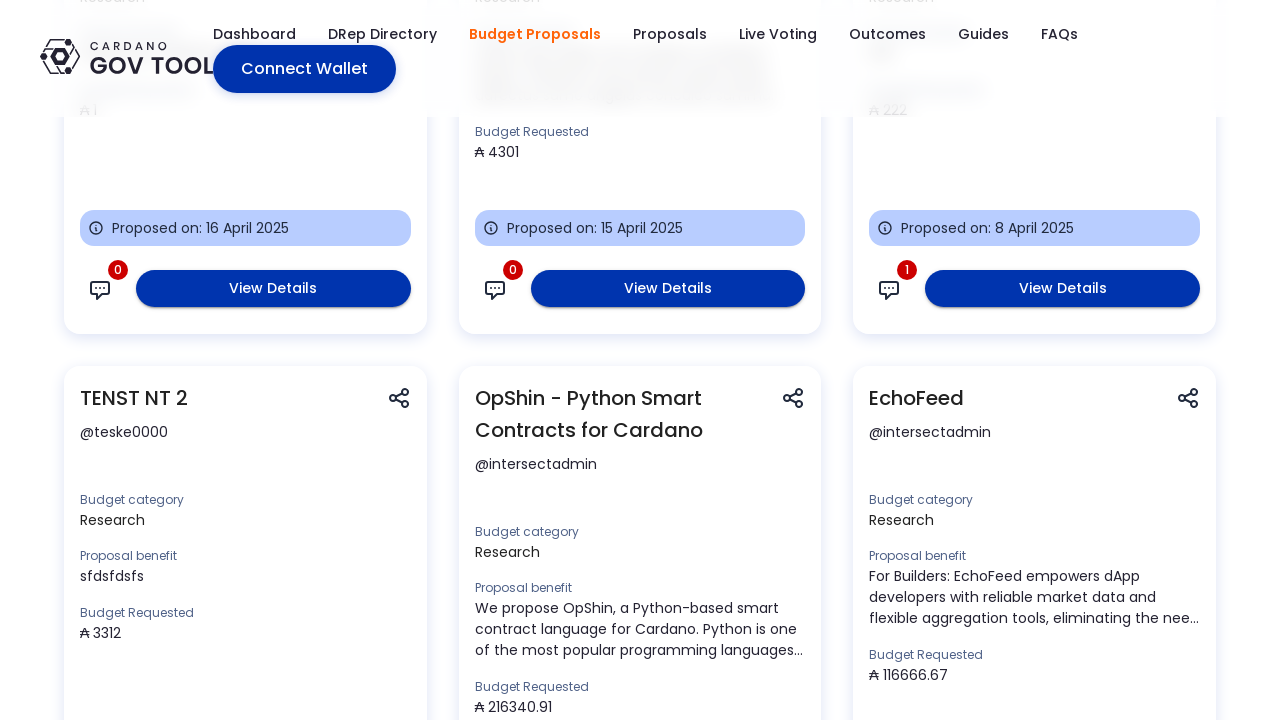 CARDANO
GOV TOOL
Dashboard
DRep Directory
Budget Proposals
Proposals
Live Voting
Outcomes
Guides
FAQs
Connect Wallet
₳ 1
Budget Requested
₳ 4301
₳ 222
Proposed on: 16 April 2025
Proposed on: 15 April 2025
Proposed on: 8 April 2025
0
View Details
0
View Details
1
View Details
TENST NT 2
@teske0000
Budget category
Research
Proposal benefit
sfdsfdsfs
Budget Requested
₳ 3312
OpShin - Python Smart
Contracts for Cardano
@intersectadmin
Budget category
Research
Proposal benefit
We propose OpShin, a Python-based smart
contract language for Cardano. Python is one
of the most popular programming languages...
Budget Requested
₳ 216340.91
EchoFeed
@intersectadmin
Budget category
Research
Proposal benefit
For Builders: EchoFeed empowers dApp
developers with reliable market data and
flexible aggregation tools, eliminating the nee...
Budget Requested
₳ 116666.67